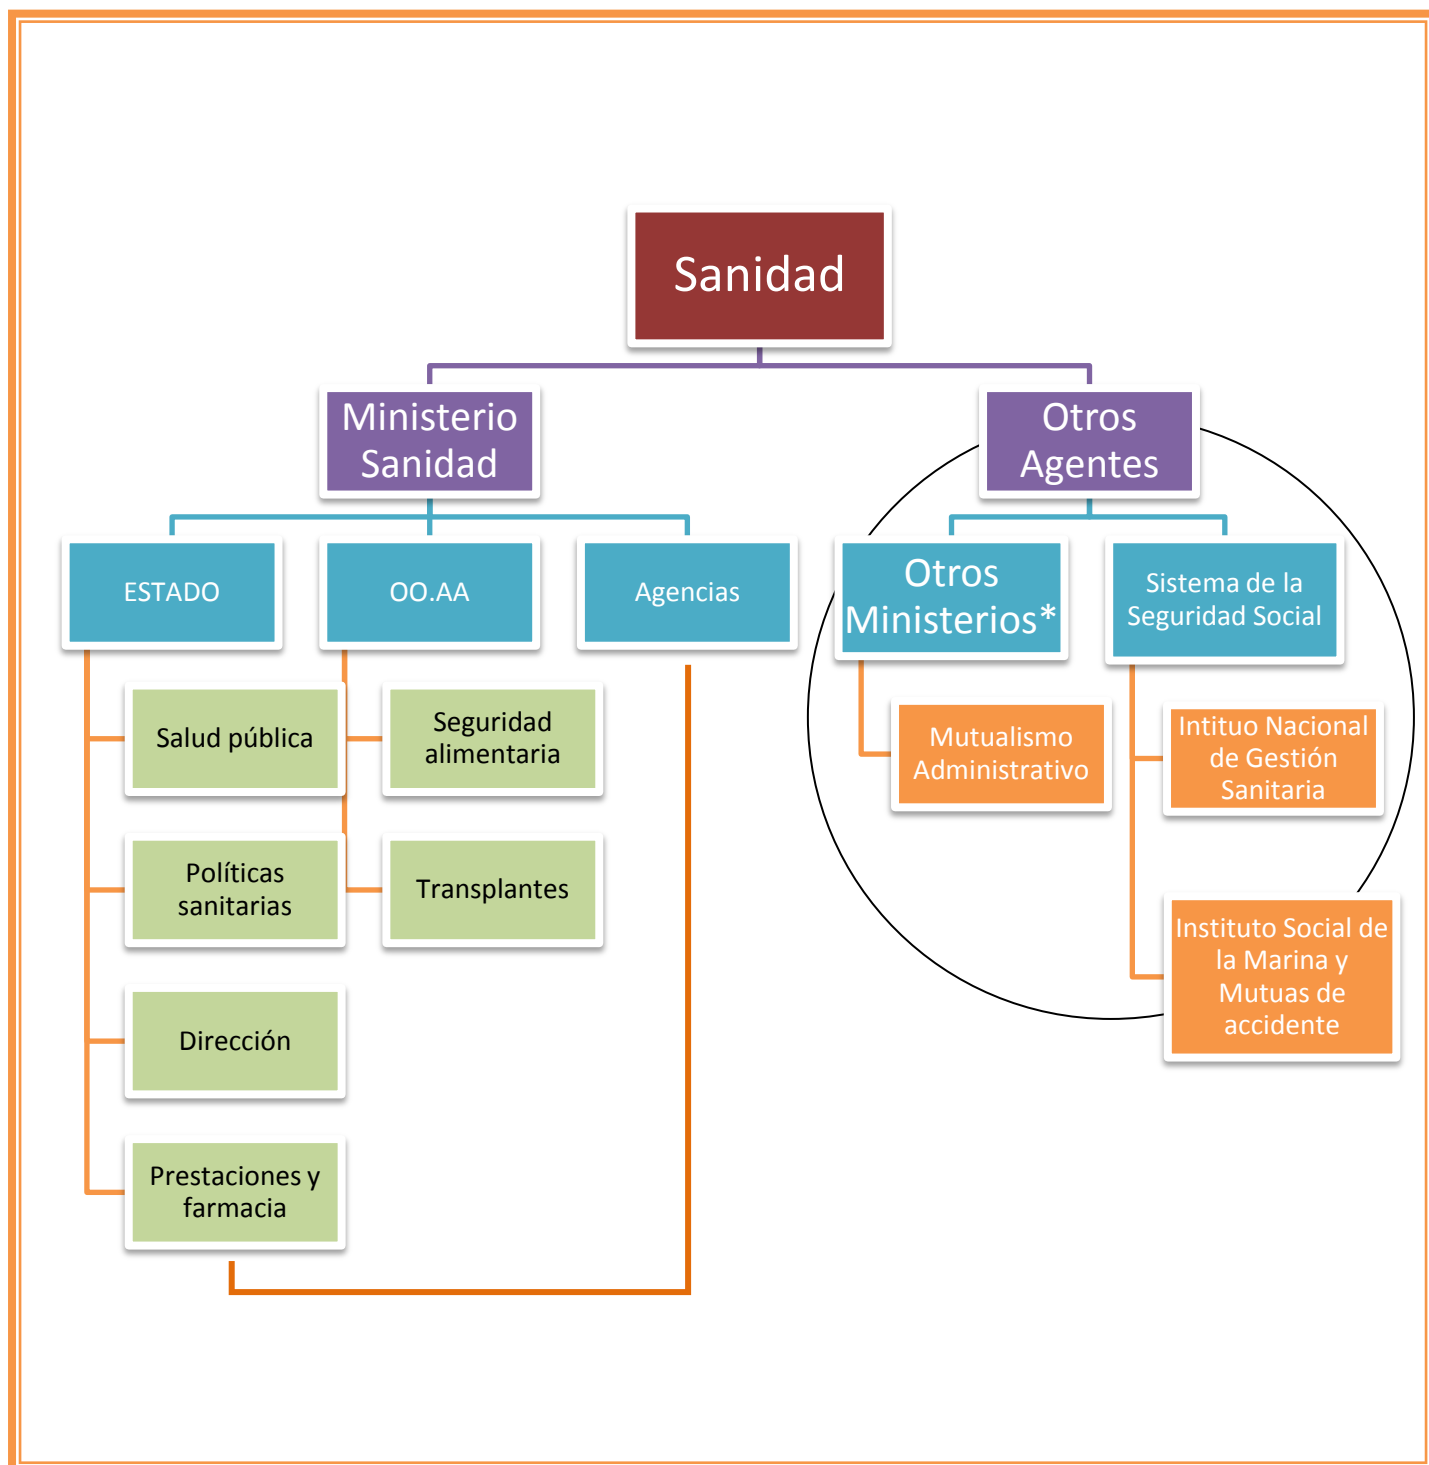 Sanidad
Ministerio
Sanidad
Otros
Agentes
ESTADO
OO.AA
Agencias
Otros
Ministerios*
Sistema de la
Seguridad Social
Salud pública
Seguridad
alimentaria
Mutualismo
Administrativo
Intituo Nacional
de Gestión
Sanitaria
Políticas
sanitarias
Transplantes
Instituto Social de
la Marina y
Mutuas de
accidente
Dirección
Prestaciones y
farmacia